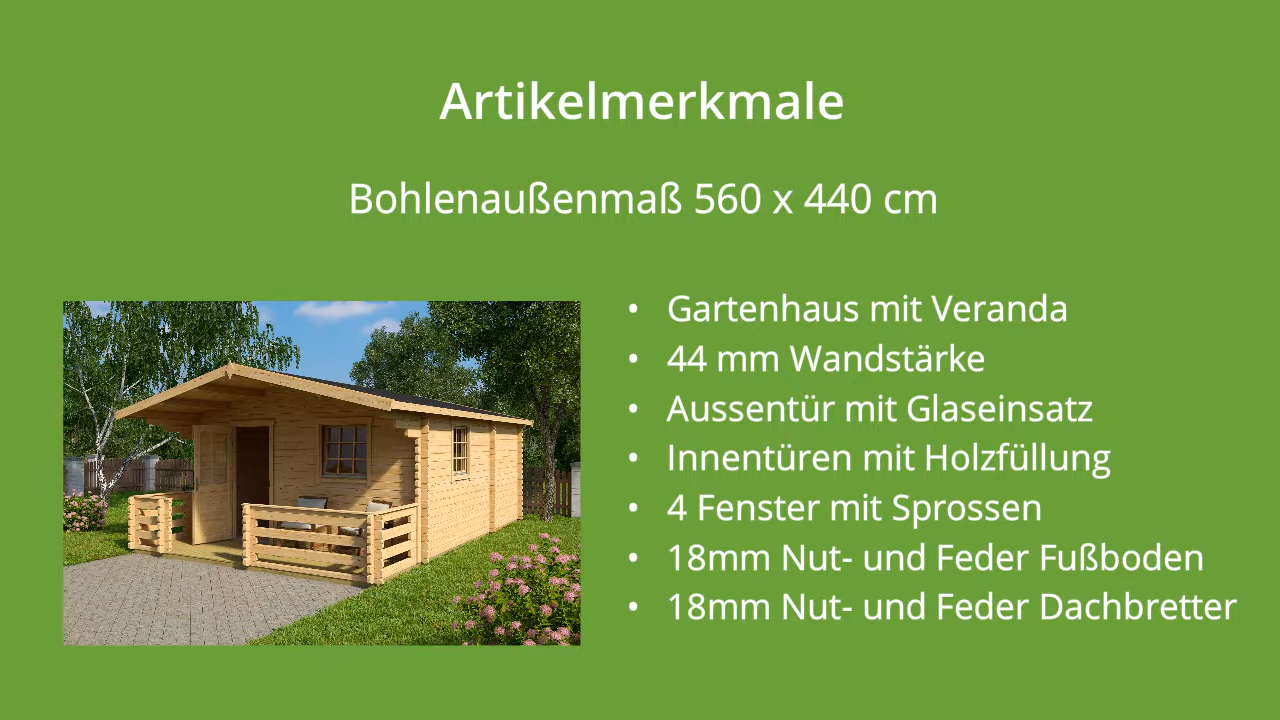 Artikelmerkmale
Bohlenaußenmaß 560 x 440 cm
• Gartenhaus mit Veranda
• 44 mm Wandstärke
• Aussentür mit Glaseinsatz
• Innentüren mit Holzfüllung
• 4 Fenster mit Sprossen
• 18mm Nut- und Feder Fußboden
• 18mm Nut- und Feder Dachbretter